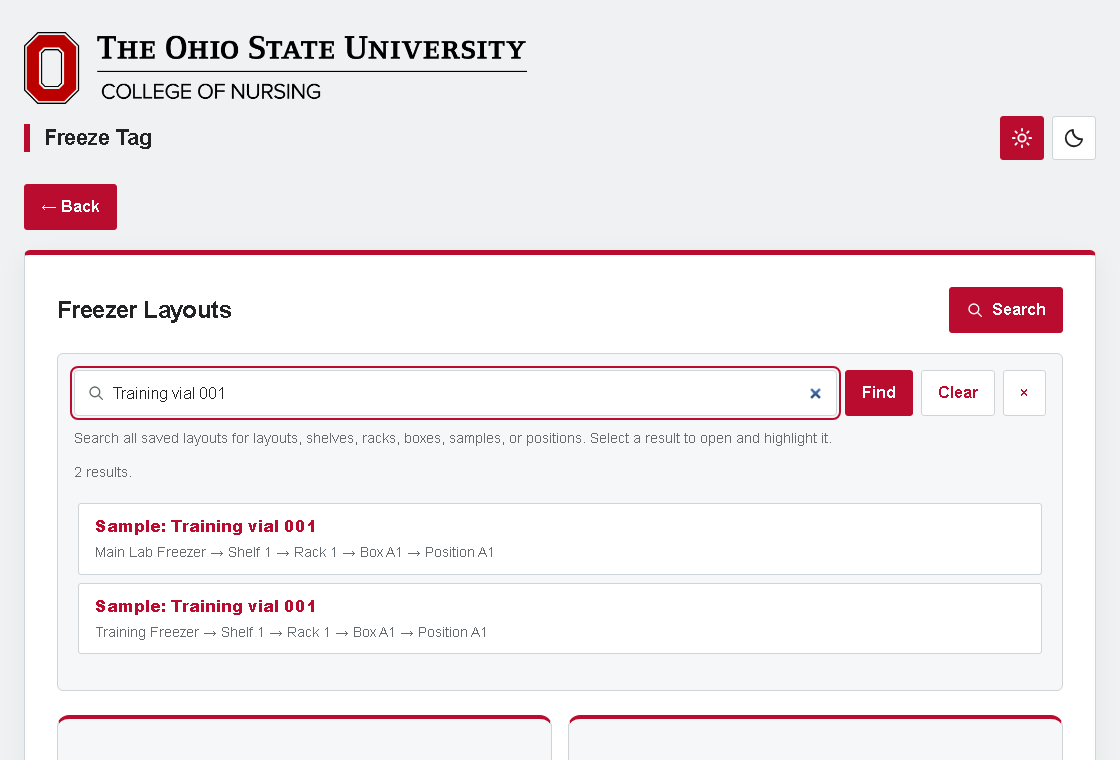 THE OHIO STATE UNIVERSITY
COLLEGE OF NURSING
Freeze Tag
← Back
Freezer Layouts
Search
Training vial 001
×
Find
Clear
×
Search all saved layouts for layouts, shelves, racks, boxes, samples, or positions. Select a result to open and highlight it.
2 results.
Sample: Training vial 001
Main Lab Freezer → Shelf 1 → Rack 1 → Box A1 → Position A1
Sample: Training vial 001
Training Freezer → Shelf 1 → Rack 1 → Box A1 → Position A1